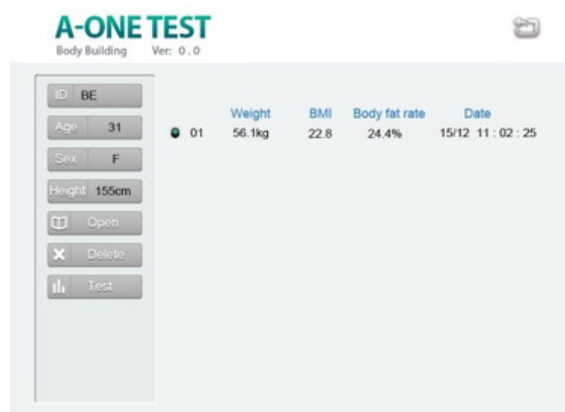 A-ONE TEST
Body Building Ver: 0.0
ID BE
Age 31
Sex F
Height 155cm
Open
Delete
Test
Weight BMI Body fat rate Date
01 56.1kg 22.8 24.4% 15/12 11 : 02 : 25